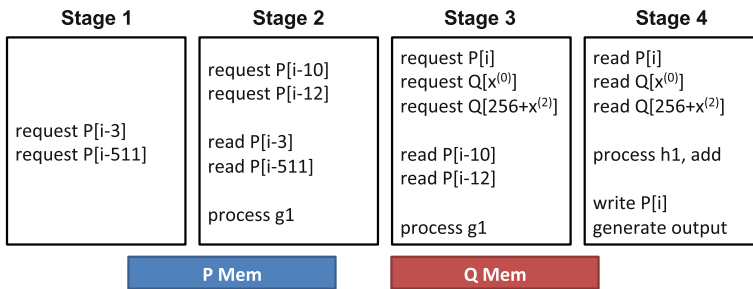 Stage 1
request P[i-3]
request P[i-511]
Stage 2
request P[i-10]
request P[i-12]
read P[i-3]
read P[i-511]
process g1
Stage 3
request P[i]
request Q[x⁽⁰⁾]
request Q[256+x⁽²⁾]
read P[i-10]
read P[i-12]
process g1
Stage 4
read P[i]
read Q[x⁽⁰⁾]
read Q[256+x⁽²⁾]
process h1, add
write P[i]
generate output
P Mem
Q Mem